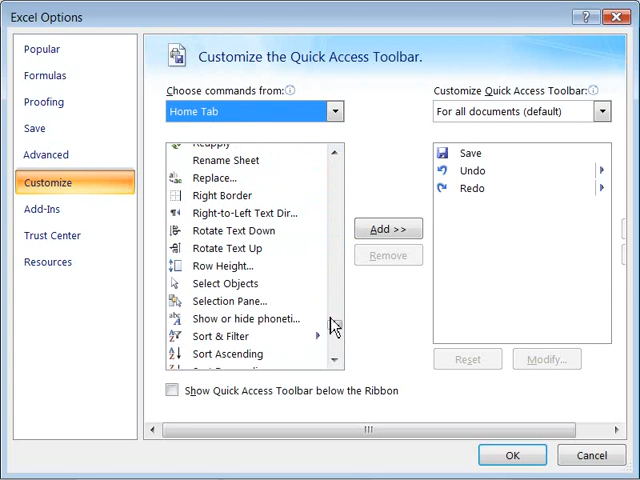 Excel Options
Popular
Formulas
Proofing
Save
Advanced
Customize
Add-Ins
Trust Center
Resources
Customize the Quick Access Toolbar.
Choose commands from:
Home Tab
Reapply
Rename Sheet
Replace...
Right Border
Right-to-Left Text Dir...
Rotate Text Down
Rotate Text Up
Row Height...
Select Objects
Selection Pane...
Show or hide phoneti...
Sort & Filter
Sort Ascending
Show Quick Access Toolbar below the Ribbon
Add >>
Remove
Customize Quick Access Toolbar:
For all documents (default)
Save
Undo
Redo
Reset
Modify...
OK
Cancel